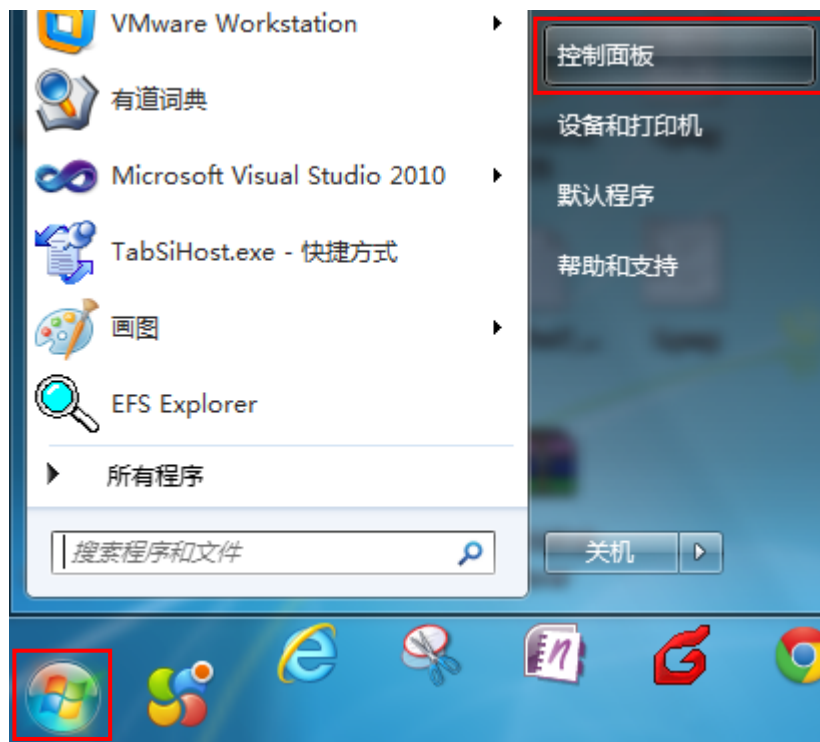 VMware Workstation
有道词典
Microsoft Visual Studio 2010
TabSiHost.exe - 快捷方式
画图
EFS Explorer
所有程序
搜索程序和文件
控制面板
设备和打印机
默认程序
帮助和支持
关机